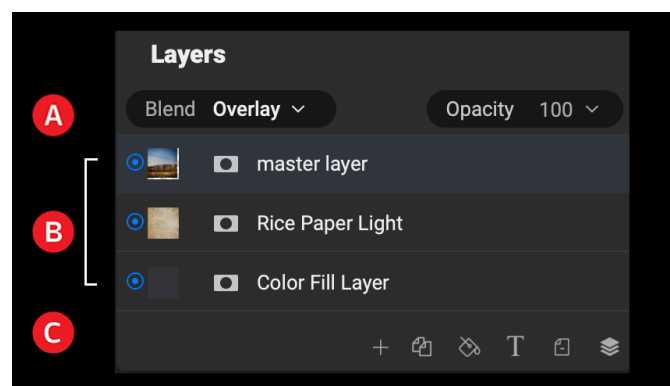 Layers
A
Blend Overlay Opacity 100
master layer
B
Rice Paper Light
Color Fill Layer
C
T